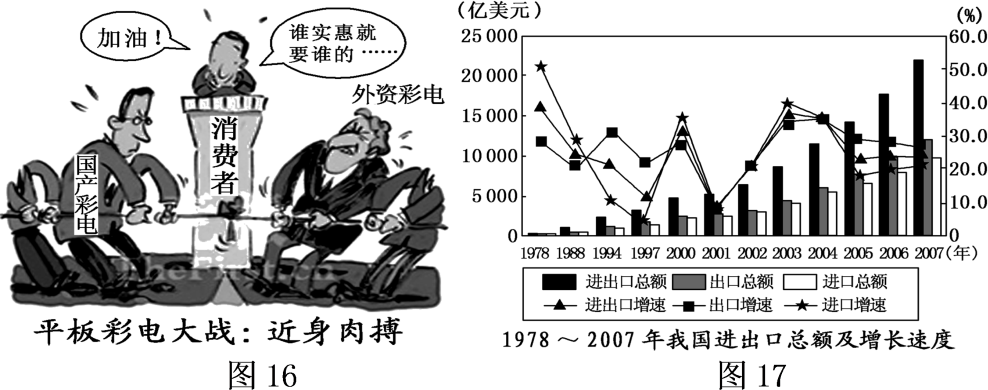 加油！
谁实惠就
要谁的……
外资彩电
国产彩电
消费者
平板彩电大战：近身肉搏
图16
（亿美元）
(%)
25 000
20 000
15 000
10 000
5 000
0
60.0
50.0
40.0
30.0
20.0
10.0
0.0
1978 1988 1994 1997 2000 2001 2002 2003 2004 2005 2006 2007(年)
进出口总额 出口总额 进口总额
进出口增速 出口增速 进口增速
1978～2007年我国进出口总额及增长速度
图17